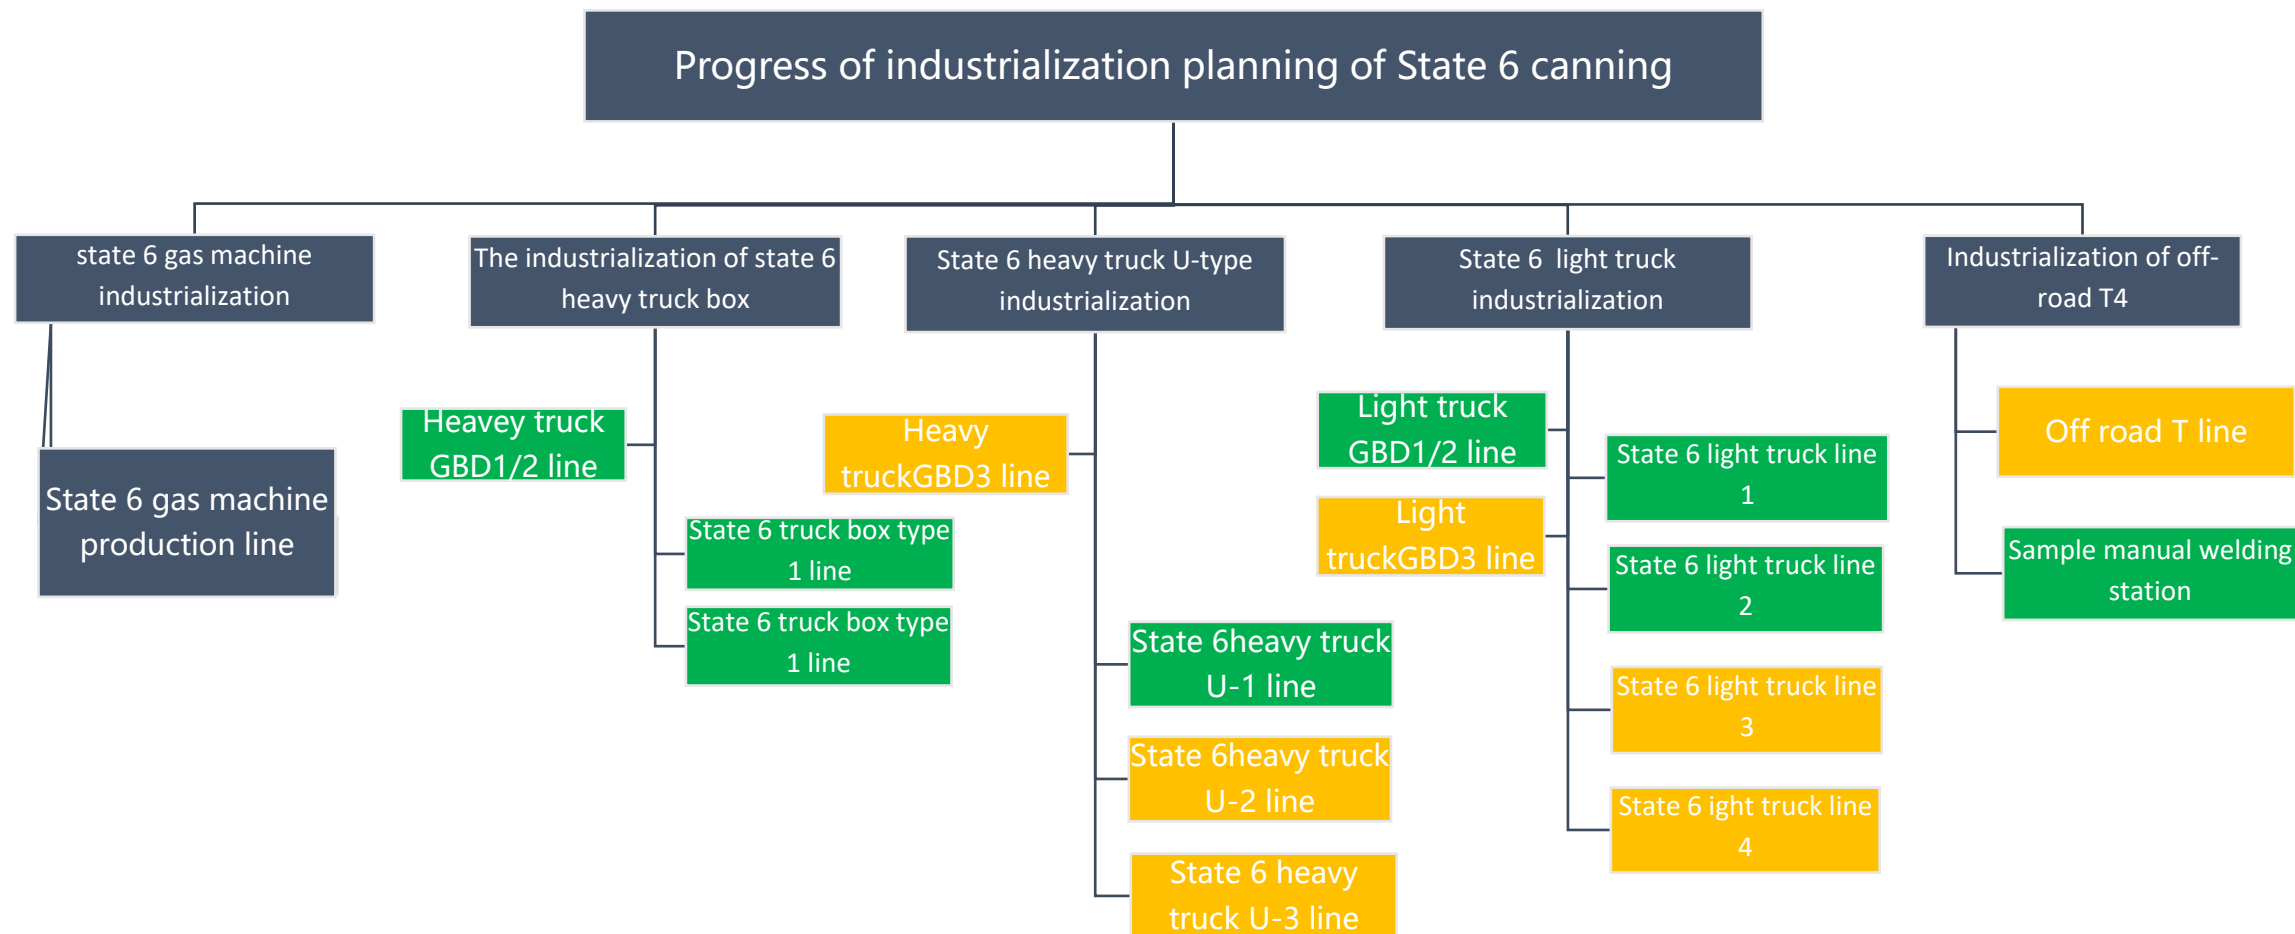 Progress of industrialization planning of State 6 canning
state 6 gas machine
industrialization
The industrialization of state 6
heavy truck box
State 6 heavy truck U-type
industrialization
State 6  light truck
industrialization
Industrialization of off-
road T4
State 6 gas machine
production line
Heavey truck
GBD1/2 line
State 6 truck box type
1 line
State 6 truck box type
1 line
Heavy
truckGBD3 line
State 6heavy truck
U-1 line
State 6heavy truck
U-2 line
State 6 heavy
truck U-3 line
Light truck
GBD1/2 line
Light
truckGBD3 line
State 6 light truck line
1
State 6 light truck line
2
State 6 light truck line
3
State 6 ight truck line
4
Off road T line
Sample manual welding
station